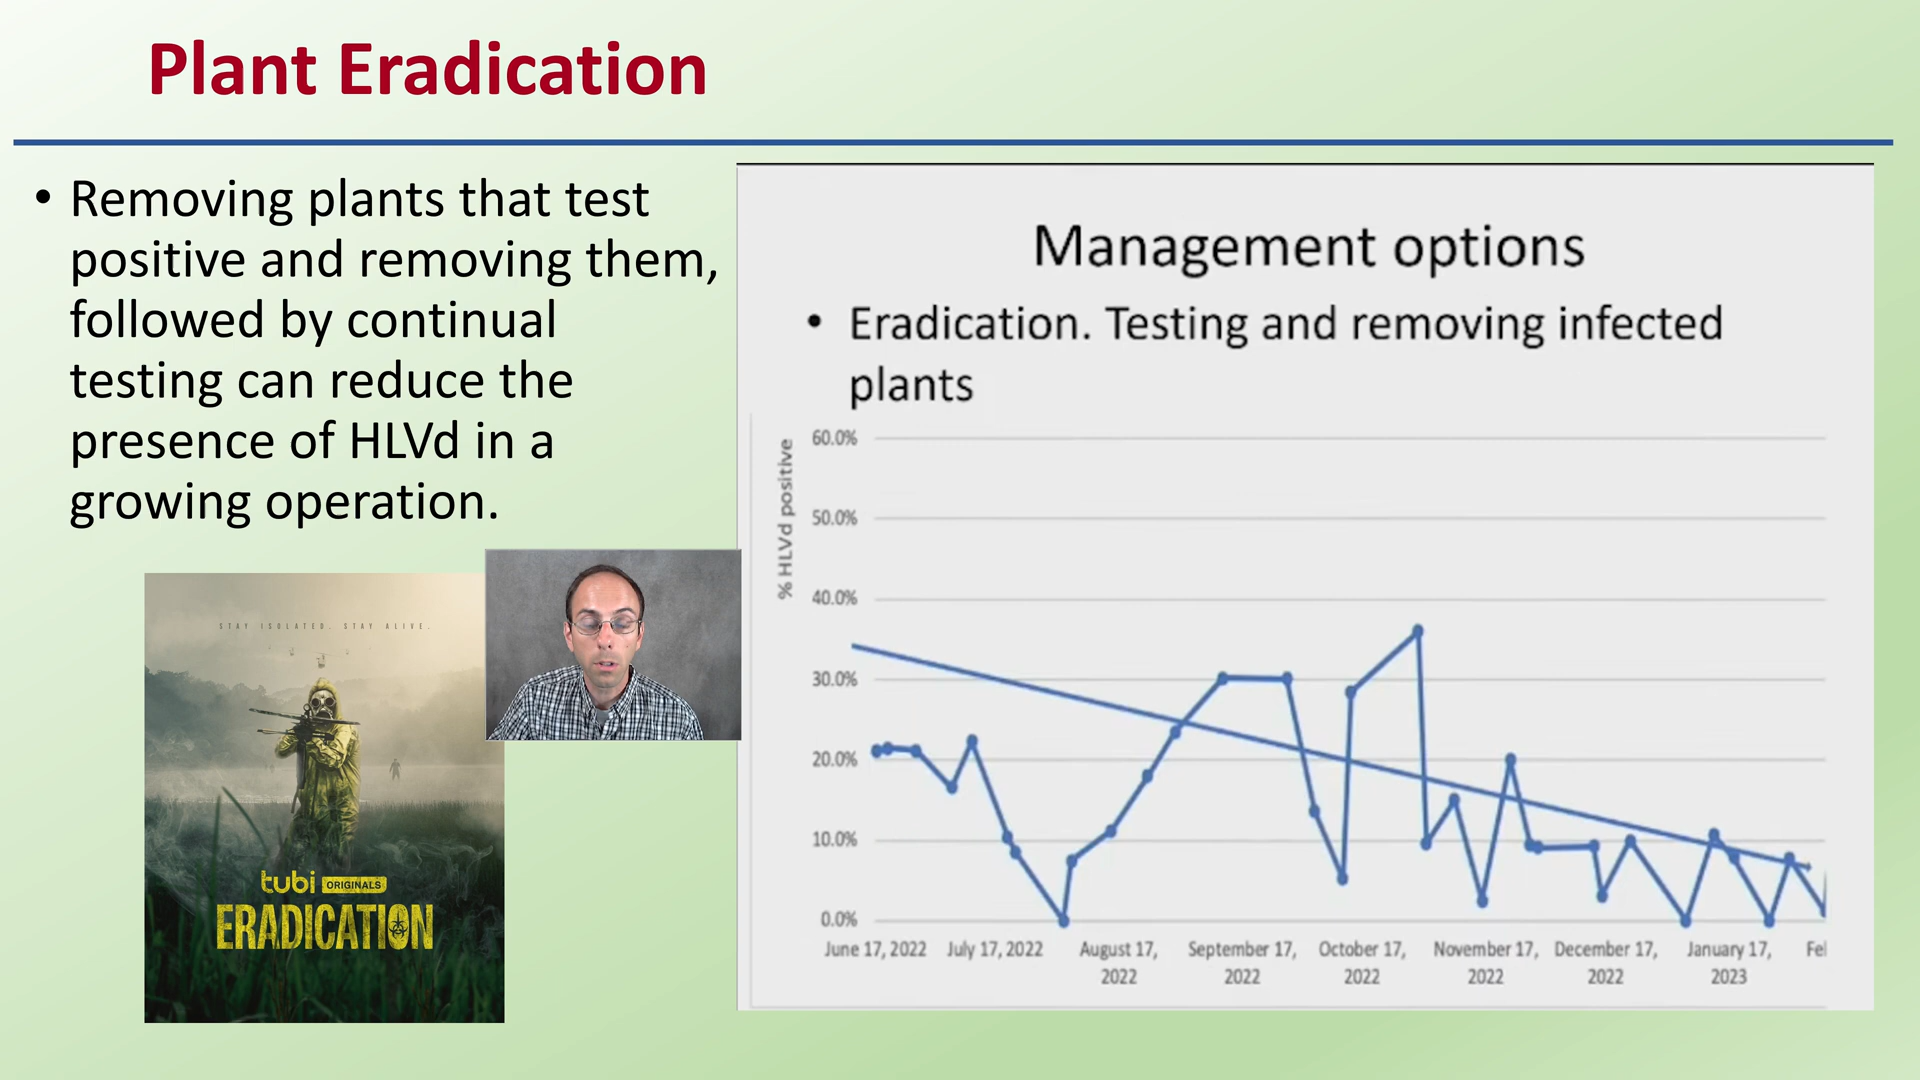 Plant Eradication
• Removing plants that test
positive and removing them,
followed by continual
testing can reduce the
presence of HLVd in a
growing operation.
STAY ISOLATED. STAY ALIVE.
tubi ORIGINALS
ERADICATION
Management options
• Eradication. Testing and removing infected
plants
% HLVd positive
60.0%
50.0%
40.0%
30.0%
20.0%
10.0%
0.0%
June 17, 2022 July 17, 2022 August 17, September 17, October 17, November 17, December 17, January 17, Fel
2022 2022 2022 2022 2022 2023